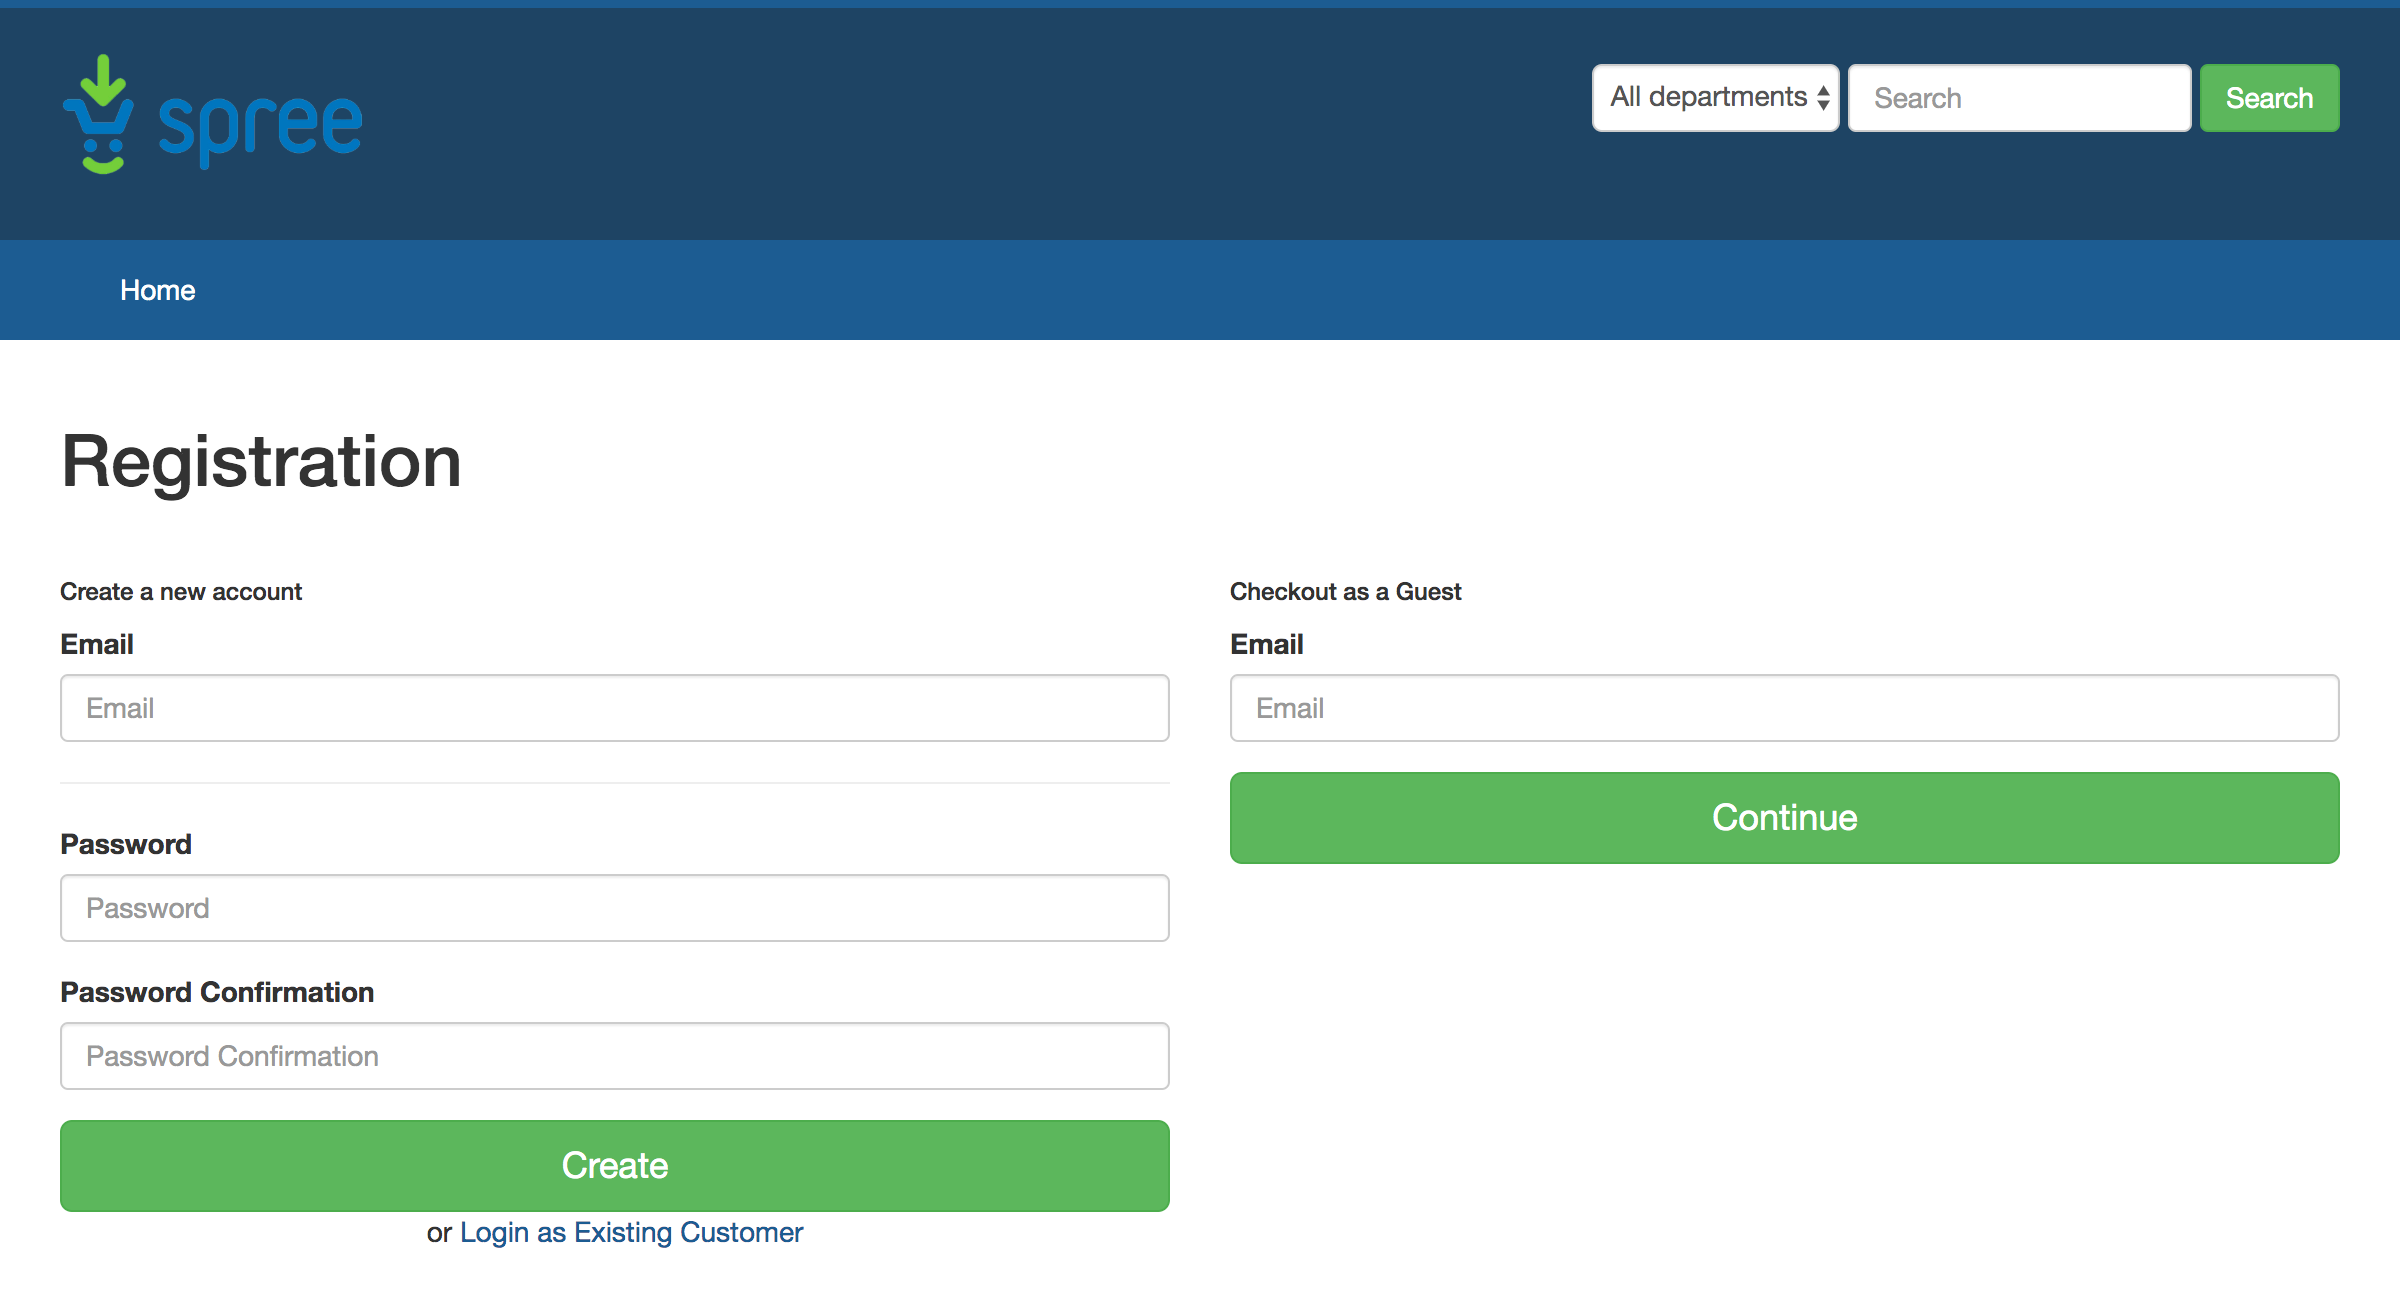 spree
All departments
Search
Search
Home
Registration
Create a new account
Email
Email
Password
Password
Password Confirmation
Password Confirmation
Create
or Login as Existing Customer
Checkout as a Guest
Email
Email
Continue